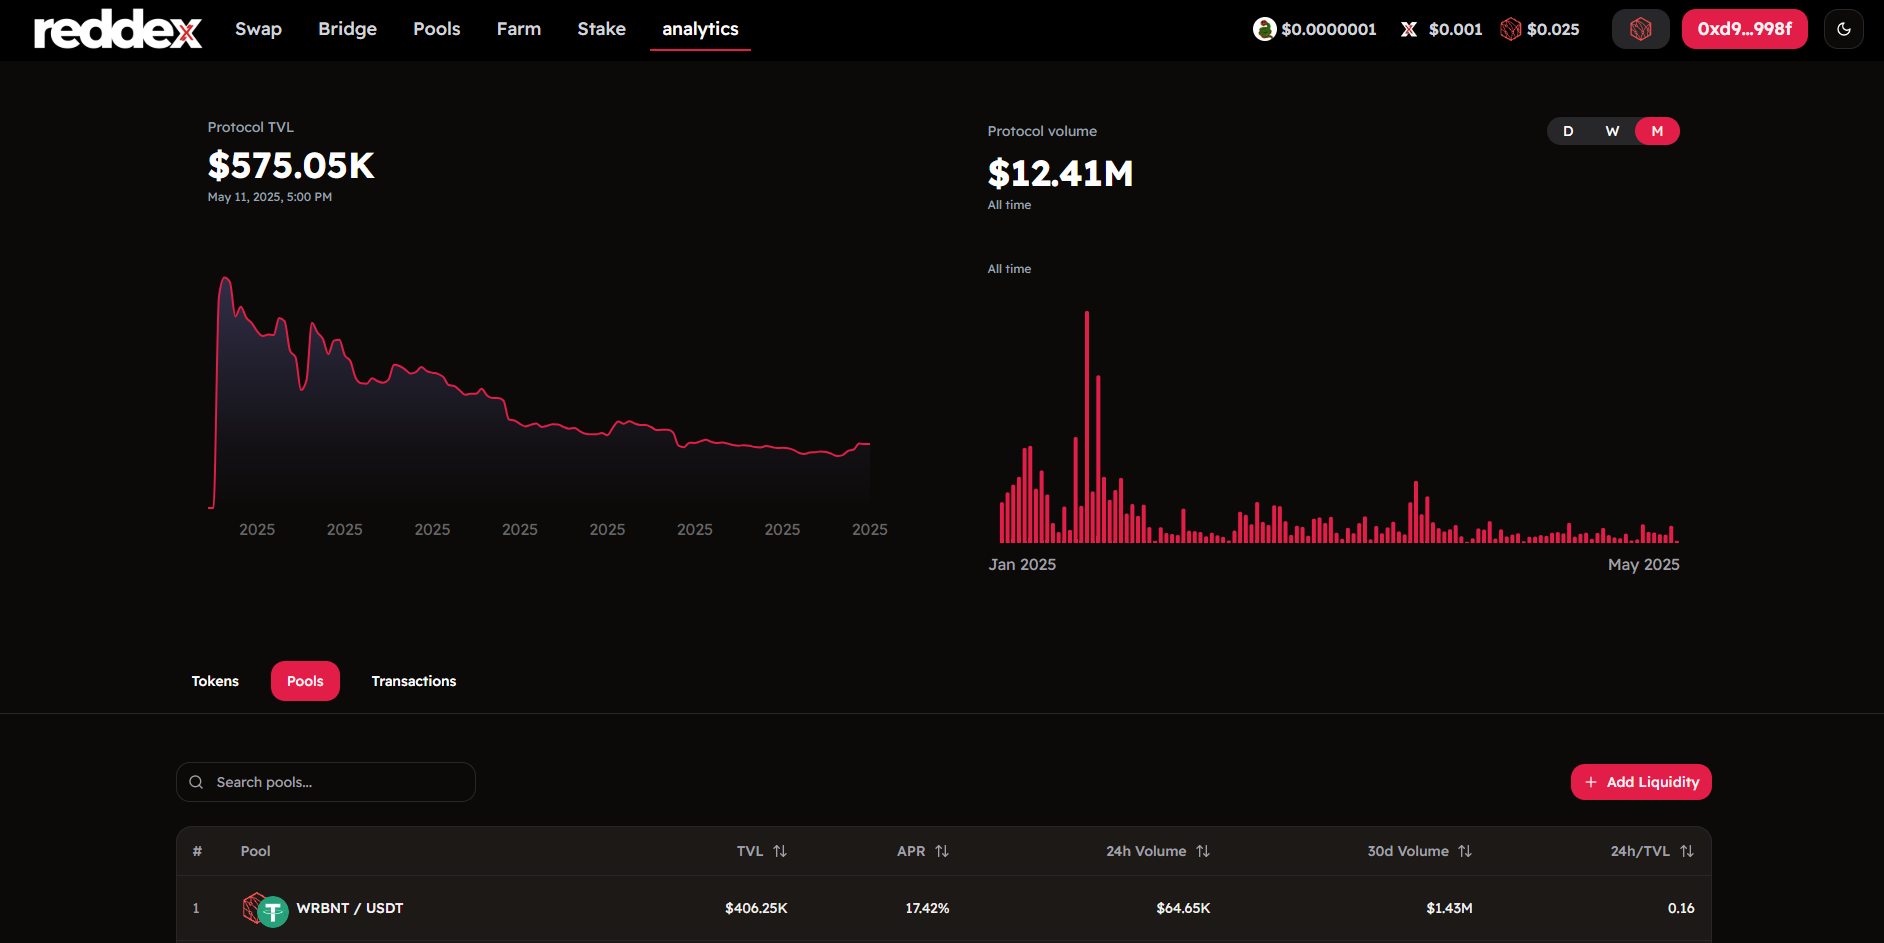 reddex Swap Bridge Pools Farm Stake analytics $0.0000001 $0.001 $0.025 0xd9...998f
Protocol TVL
$575.05K
May 11, 2025, 5:00 PM
2025 2025 2025 2025 2025 2025 2025 2025
Protocol volume
D W M
$12.41M
All time
All time
Jan 2025 May 2025
Tokens Pools Transactions
Search pools... + Add Liquidity
# Pool TVL APR 24h Volume 30d Volume 24h/TVL
1 WRBNT / USDT $406.25K 17.42% $64.65K $1.43M 0.16